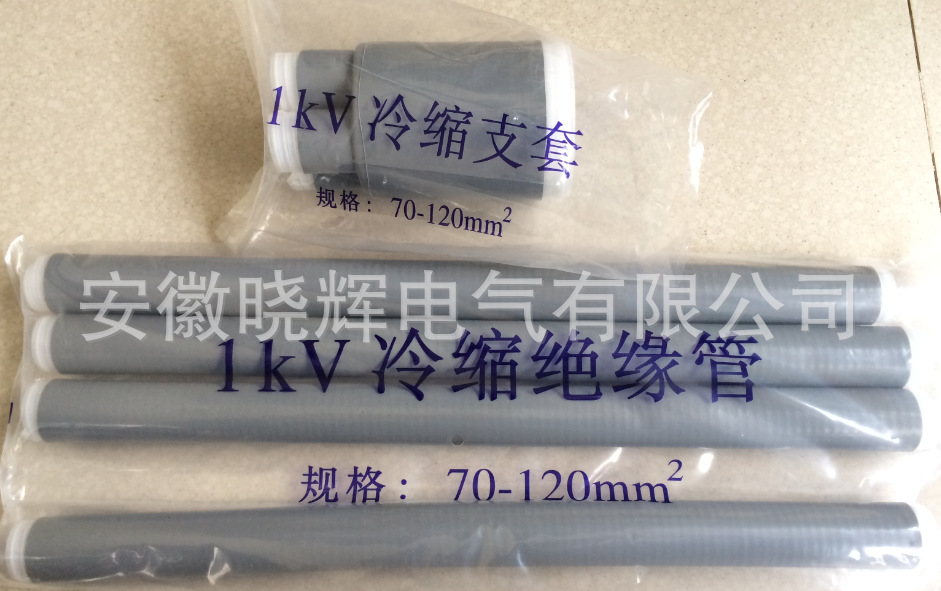 1kV 冷缩支套
规格：70-120mm²
安徽晓辉电气有限公司
1kV 冷缩绝缘管
规格：70-120mm²